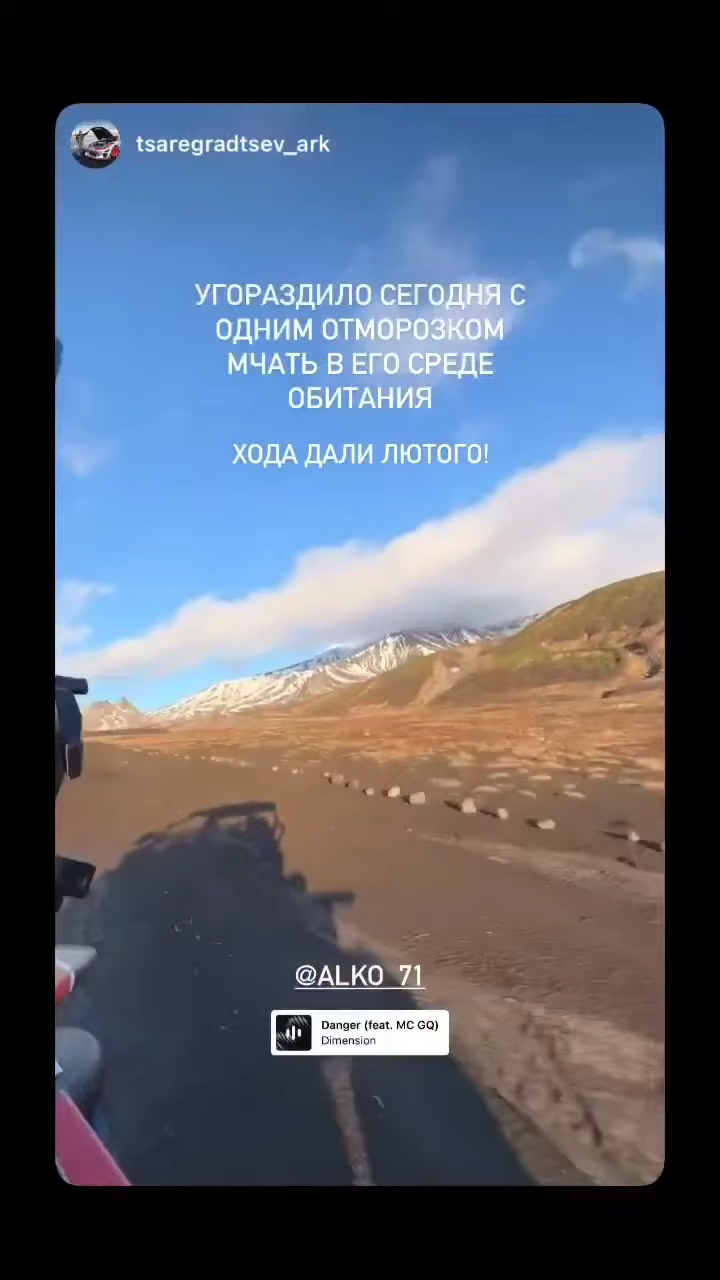 tsaregradtsev_ark
УГОРАЗДИЛО СЕГОДНЯ С
ОДНИМ ОТМОРОЗКОМ
МЧАТЬ В ЕГО СРЕДЕ
ОБИТАНИЯ
ХОДА ДАЛИ ЛЮТОГО!
@ALKO_71
Danger (feat. MC GQ)
Dimension